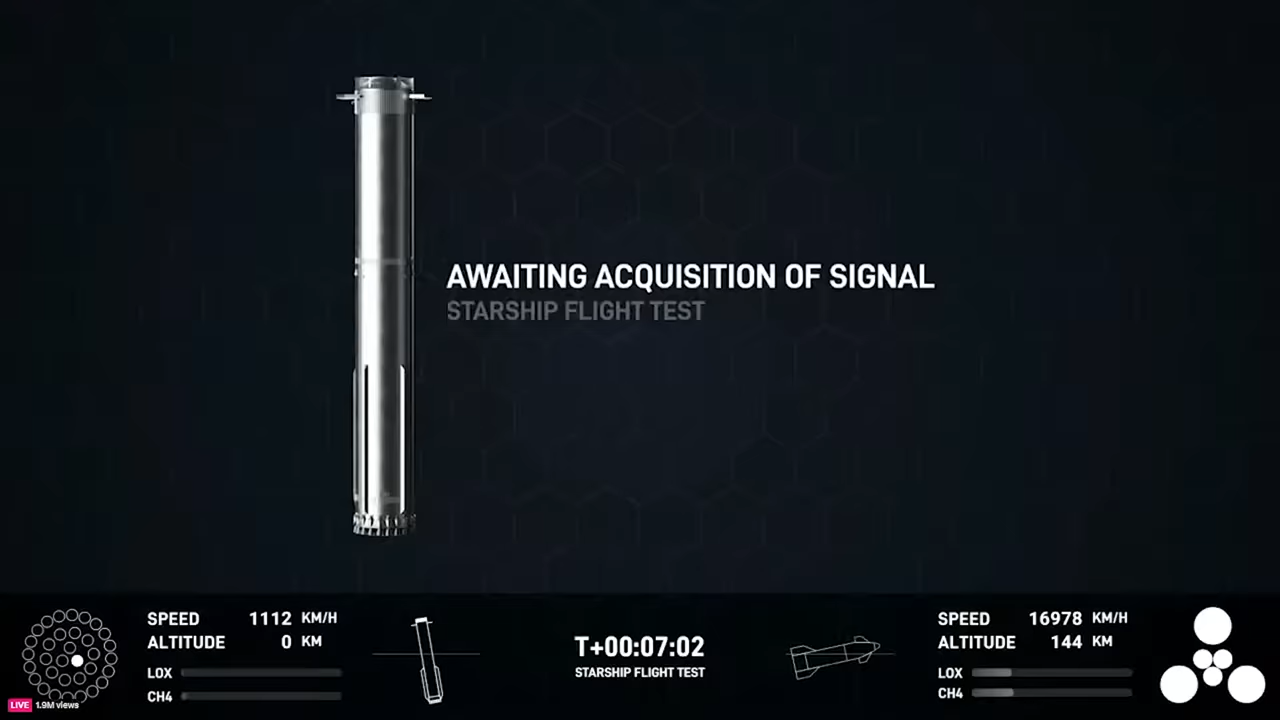 AWAITING ACQUISITION OF SIGNAL
STARSHIP FLIGHT TEST
SPEED 1112 KM/H
ALTITUDE 0 KM
LOX
CH4
T+00:07:02
STARSHIP FLIGHT TEST
SPEED 16978 KM/H
ALTITUDE 144 KM
LOX
CH4
LIVE 1.9M views